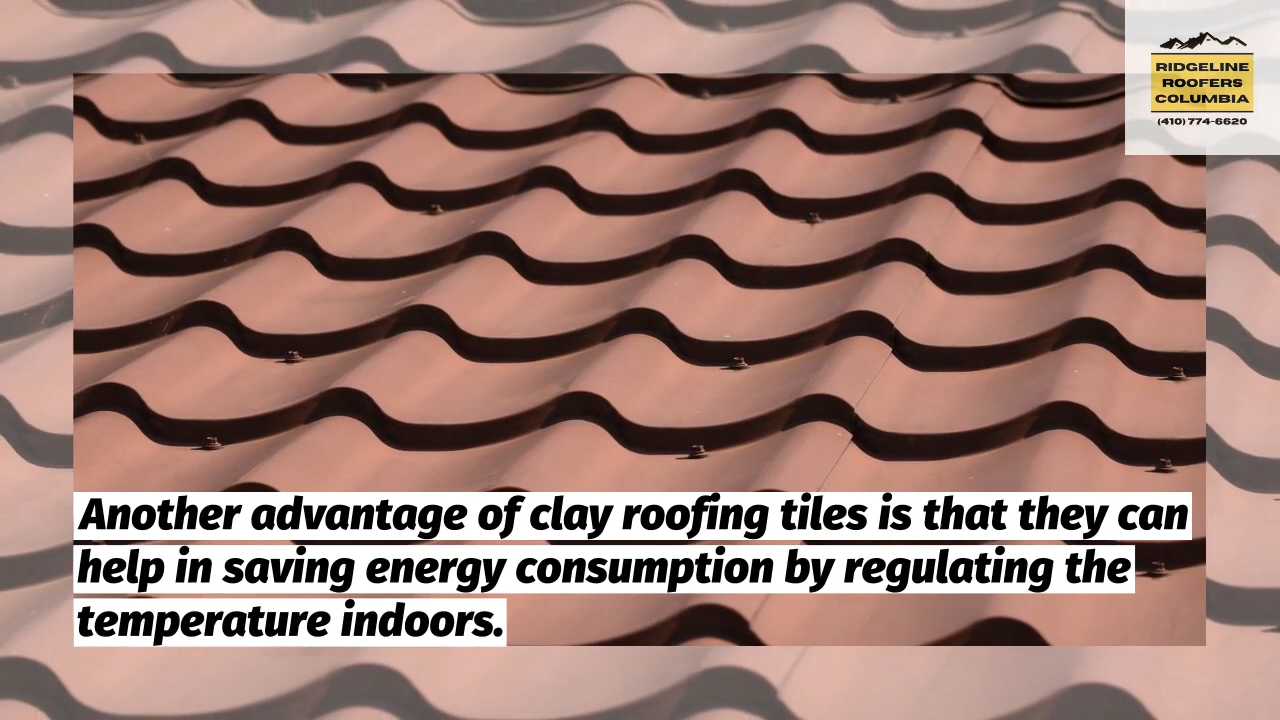 RIDGELINE
ROOFERS
COLUMBIA
(410) 774-6620
Another advantage of clay roofing tiles is that they can
help in saving energy consumption by regulating the
temperature indoors.